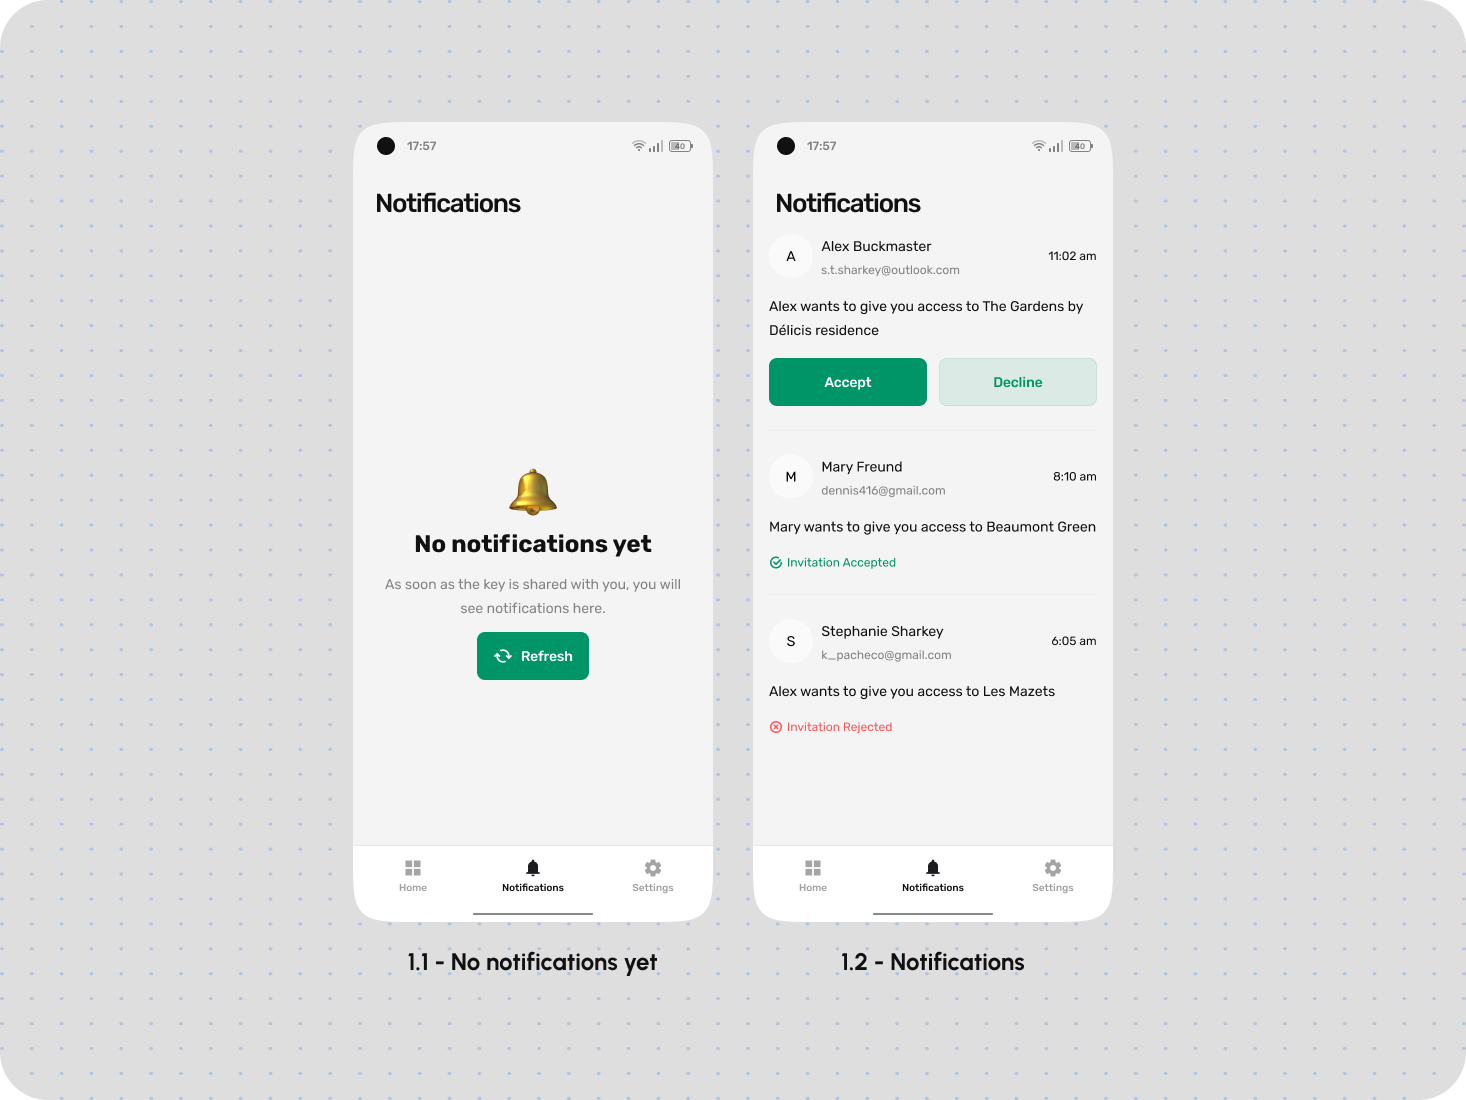 17:57
40
Notifications
No notifications yet
As soon as the key is shared with you, you will
see notifications here.
Refresh
Home
Notifications
Settings
1.1 - No notifications yet
17:57
40
Notifications
A
Alex Buckmaster
s.t.sharkey@outlook.com
11:02 am
Alex wants to give you access to The Gardens by
Délicis residence
Accept
Decline
M
Mary Freund
dennis416@gmail.com
8:10 am
Mary wants to give you access to Beaumont Green
Invitation Accepted
S
Stephanie Sharkey
k_pacheco@gmail.com
6:05 am
Alex wants to give you access to Les Mazets
Invitation Rejected
Home
Notifications
Settings
1.2 - Notifications